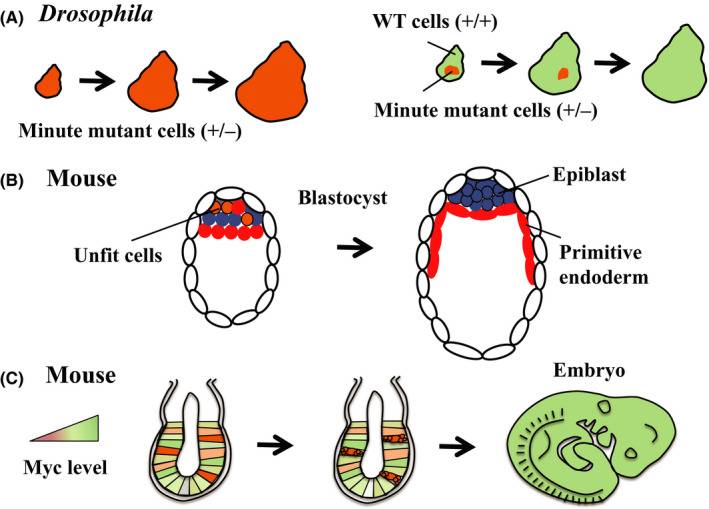 (A) Drosophila
WT cells (+/+)
Minute mutant cells (+/–)
Minute mutant cells (+/–)
(B) Mouse
Blastocyst
Epiblast
Unfit cells
Primitive
endoderm
(C) Mouse
Embryo
Myc level